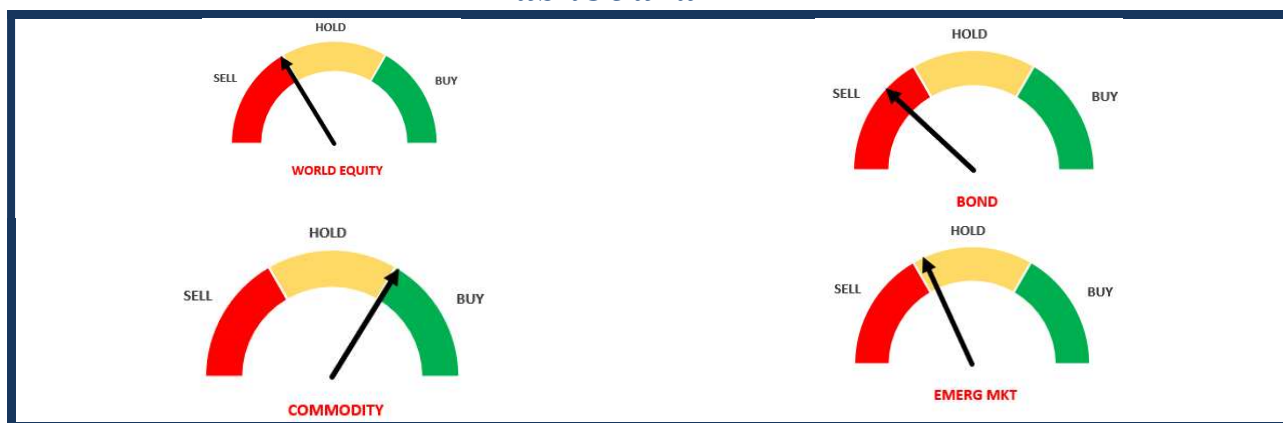 HOLD
SELL
BUY
WORLD EQUITY
HOLD
SELL
BUY
BOND
HOLD
SELL
BUY
COMMODITY
HOLD
SELL
BUY
EMERG MKT